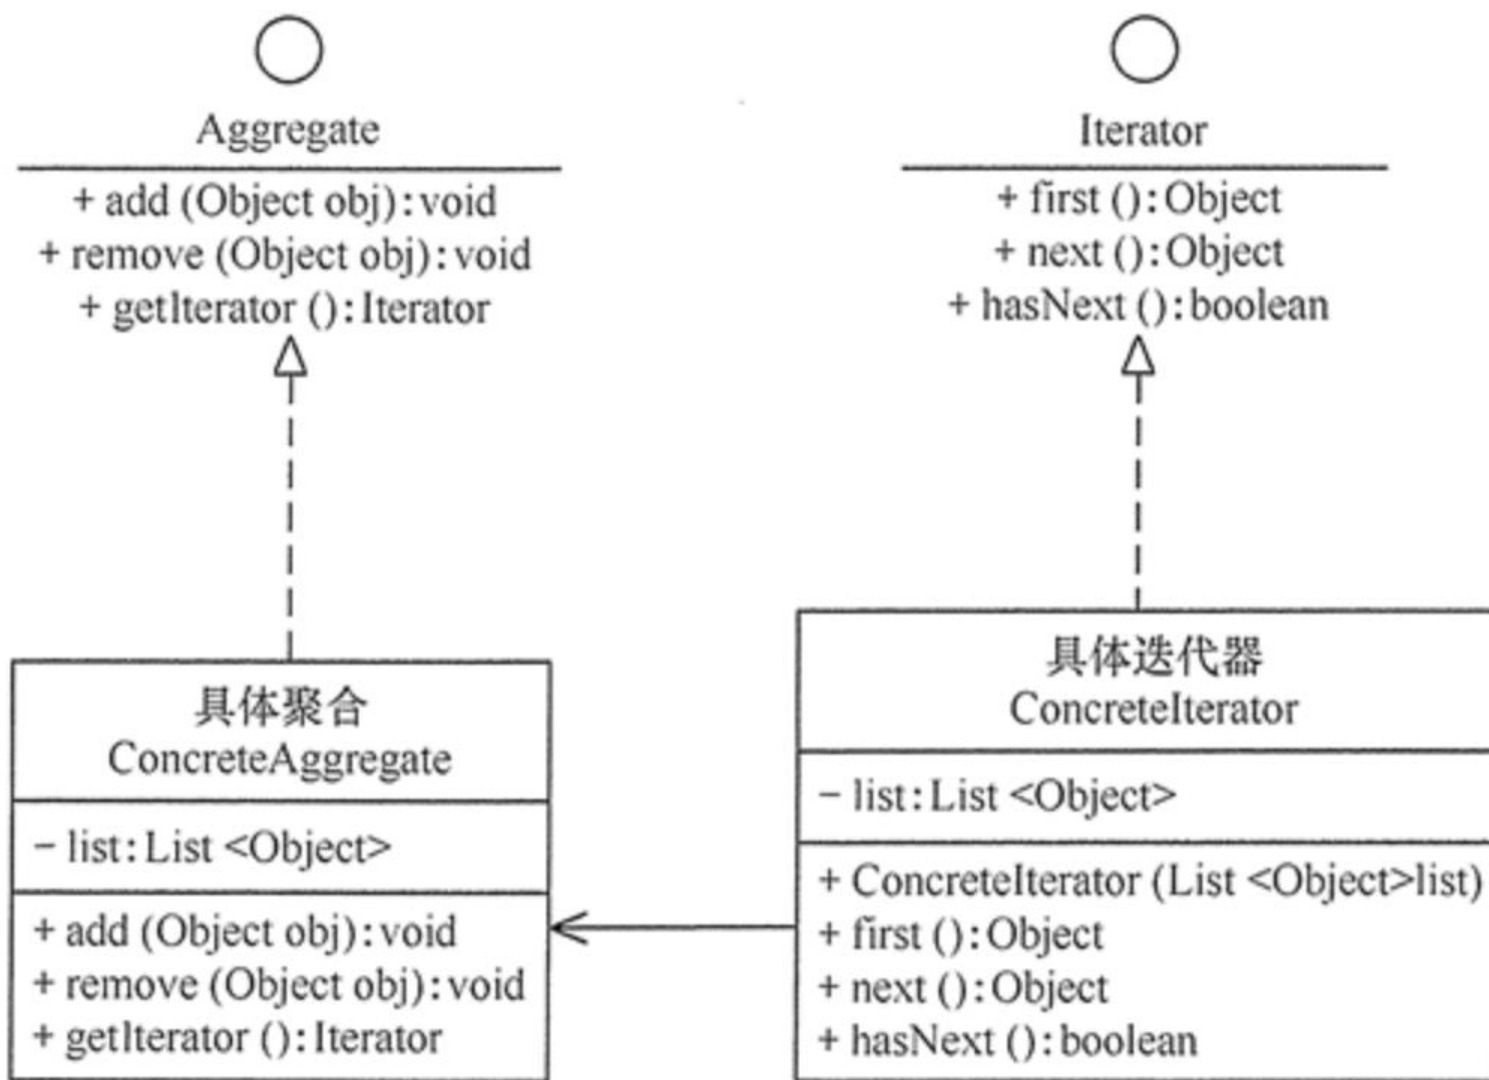 Aggregate
+ add (Object obj):void
+ remove (Object obj):void
+ getIterator ():Iterator
Iterator
+ first ():Object
+ next ():Object
+ hasNext ():boolean
具体聚合
ConcreteAggregate
- list:List <Object>
+ add (Object obj):void
+ remove (Object obj):void
+ getIterator ():Iterator
具体迭代器
ConcreteIterator
- list:List <Object>
+ ConcreteIterator (List <Object>list)
+ first ():Object
+ next ():Object
+ hasNext ():boolean